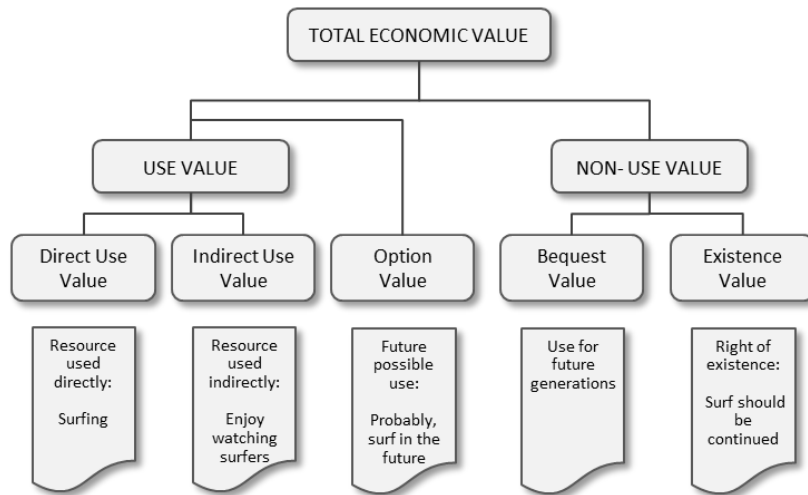 TOTAL ECONOMIC VALUE
USE VALUE
NON- USE VALUE
Direct Use
Value
Indirect Use
Value
Option
Value
Bequest
Value
Existence
Value
Resource
used
directly:
Surfing
Resource
used
indirectly:
Enjoy
watching
surfers
Future
possible
use:
Probably,
surf in the
future
Use for
future
generations
Right of
existence:
Surf should
be
continued